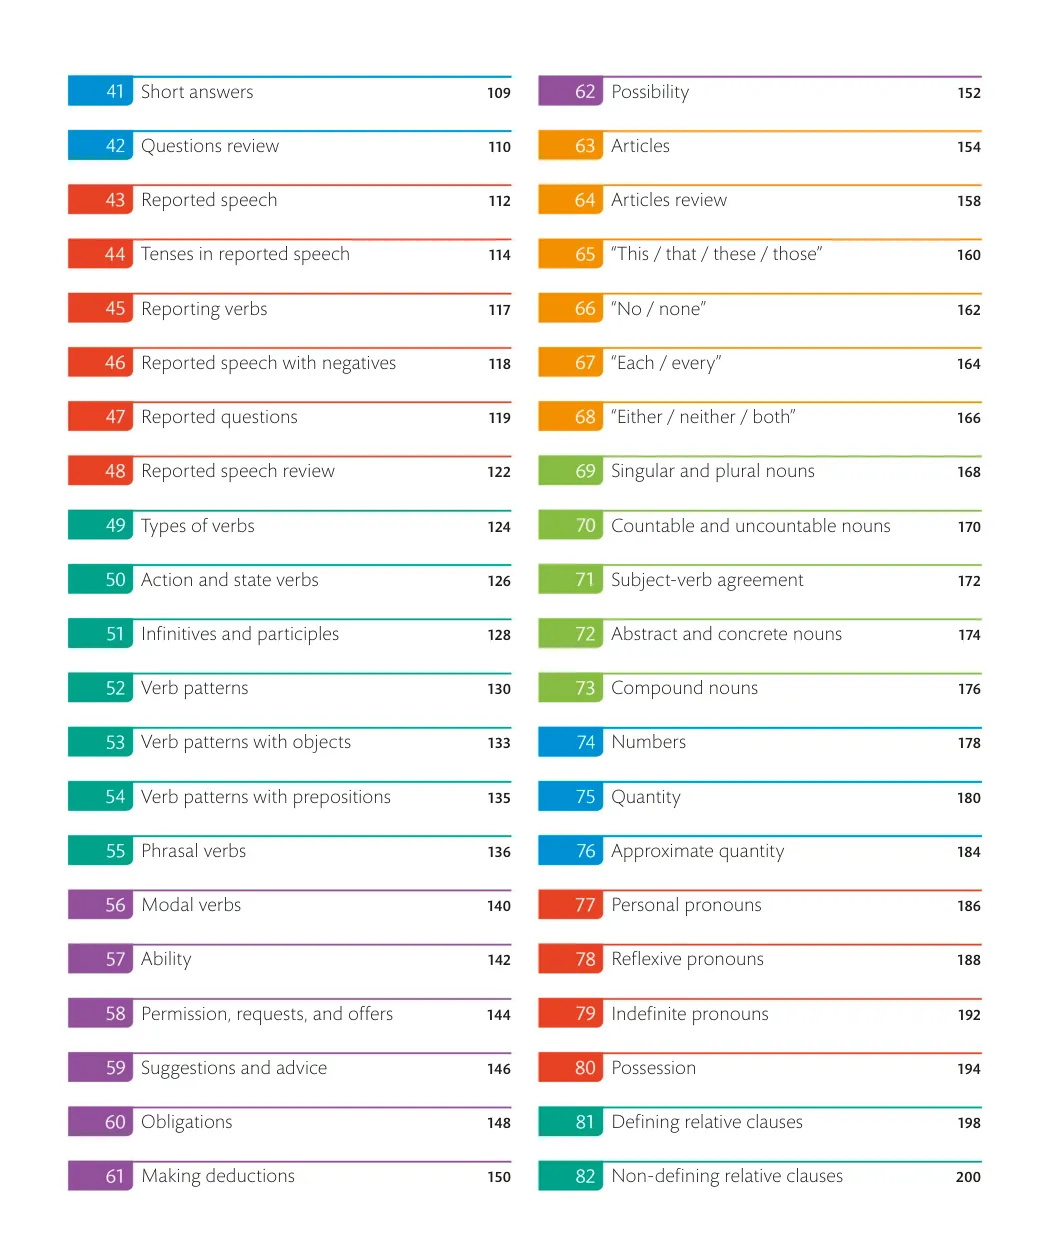 41 Short answers 109
42 Questions review 110
43 Reported speech 112
44 Tenses in reported speech 114
45 Reporting verbs 117
46 Reported speech with negatives 118
47 Reported questions 119
48 Reported speech review 122
49 Types of verbs 124
50 Action and state verbs 126
51 Infinitives and participles 128
52 Verb patterns 130
53 Verb patterns with objects 133
54 Verb patterns with prepositions 135
55 Phrasal verbs 136
56 Modal verbs 140
57 Ability 142
58 Permission, requests, and offers 144
59 Suggestions and advice 146
60 Obligations 148
61 Making deductions 150
62 Possibility 152
63 Articles 154
64 Articles review 158
65 “This / that / these / those” 160
66 “No / none” 162
67 “Each / every” 164
68 “Either / neither / both” 166
69 Singular and plural nouns 168
70 Countable and uncountable nouns 170
71 Subject-verb agreement 172
72 Abstract and concrete nouns 174
73 Compound nouns 176
74 Numbers 178
75 Quantity 180
76 Approximate quantity 184
77 Personal pronouns 186
78 Reflexive pronouns 188
79 Indefinite pronouns 192
80 Possession 194
81 Defining relative clauses 198
82 Non-defining relative clauses 200